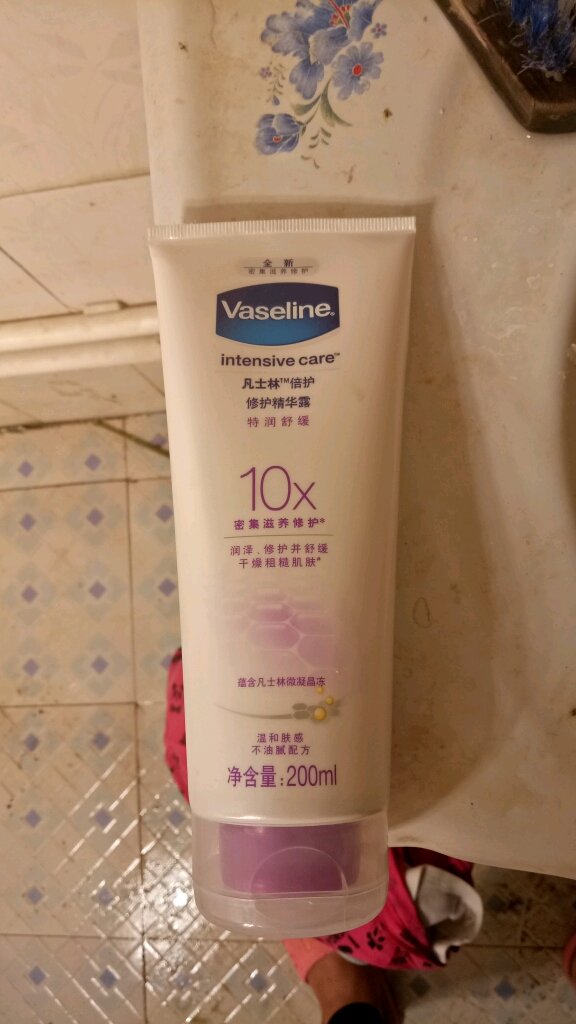 全 新
密集滋养修护
Vaseline®
intensive care™
凡士林™倍护
修护精华露
特润舒缓
10x
密集滋养修护*
润泽、修护并舒缓
干燥粗糙肌肤#
蕴含凡士林微凝晶冻
温和肤感
不油腻配方
净含量:200ml